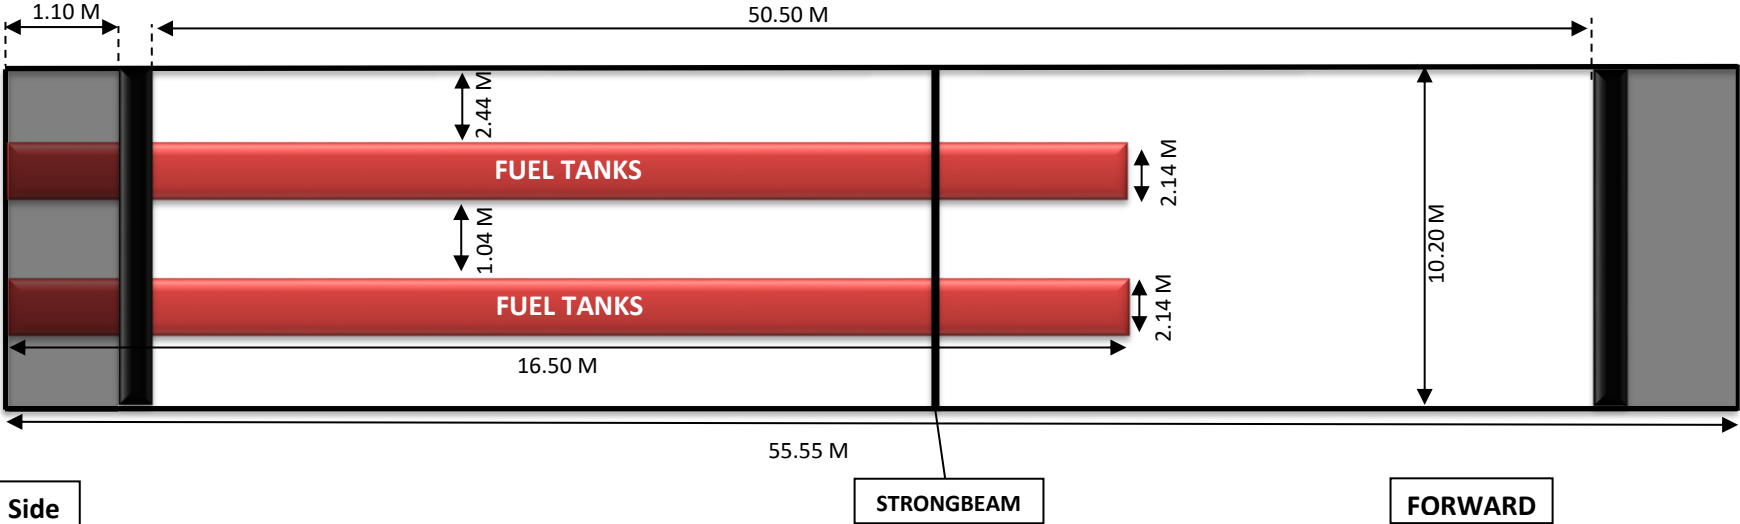 1.10 M
50.50 M
2.44 M
FUEL TANKS
2.14 M
1.04 M
10.20 M
FUEL TANKS
2.14 M
16.50 M
55.55 M
Side
STRONGBEAM
FORWARD